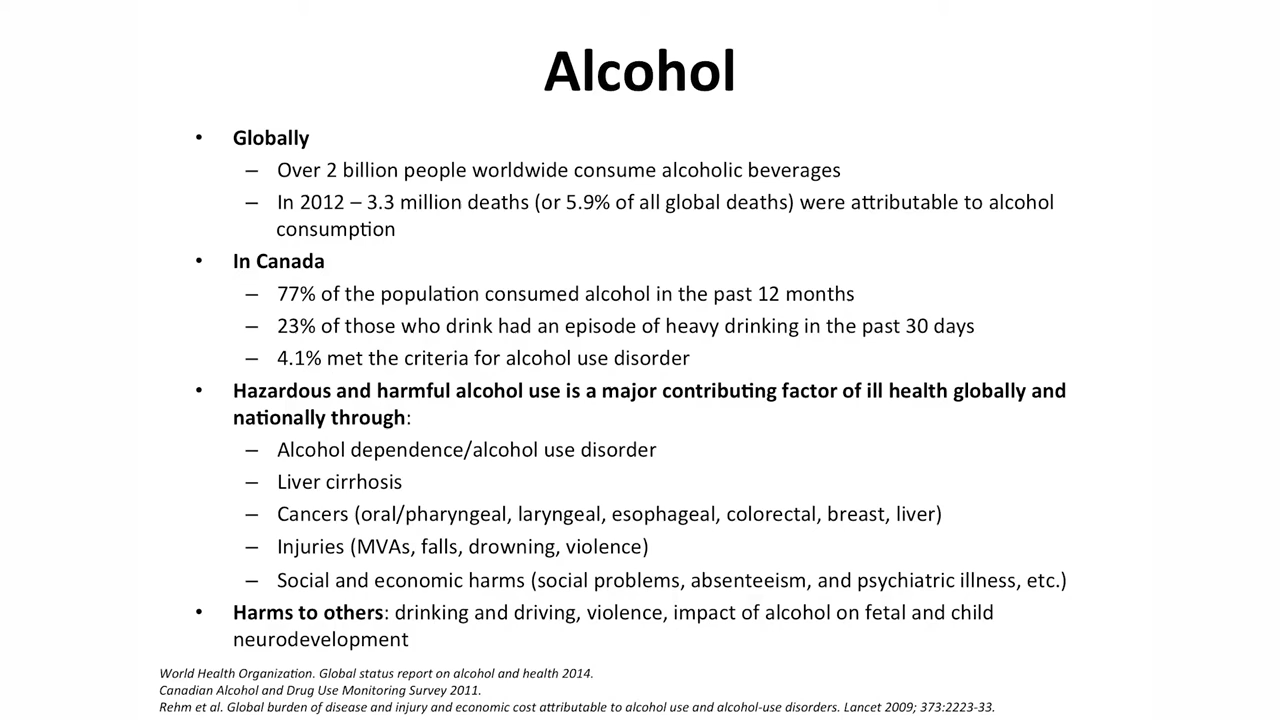 Alcohol
• Globally
– Over 2 billion people worldwide consume alcoholic beverages
– In 2012 – 3.3 million deaths (or 5.9% of all global deaths) were attributable to alcohol
consumption
• In Canada
– 77% of the population consumed alcohol in the past 12 months
– 23% of those who drink had an episode of heavy drinking in the past 30 days
– 4.1% met the criteria for alcohol use disorder
• Hazardous and harmful alcohol use is a major contributing factor of ill health globally and
nationally through:
– Alcohol dependence/alcohol use disorder
– Liver cirrhosis
– Cancers (oral/pharyngeal, laryngeal, esophageal, colorectal, breast, liver)
– Injuries (MVAs, falls, drowning, violence)
– Social and economic harms (social problems, absenteeism, and psychiatric illness, etc.)
• Harms to others: drinking and driving, violence, impact of alcohol on fetal and child
neurodevelopment
World Health Organization. Global status report on alcohol and health 2014.
Canadian Alcohol and Drug Use Monitoring Survey 2011.
Rehm et al. Global burden of disease and injury and economic cost attributable to alcohol use and alcohol-use disorders. Lancet 2009; 373:2223-33.